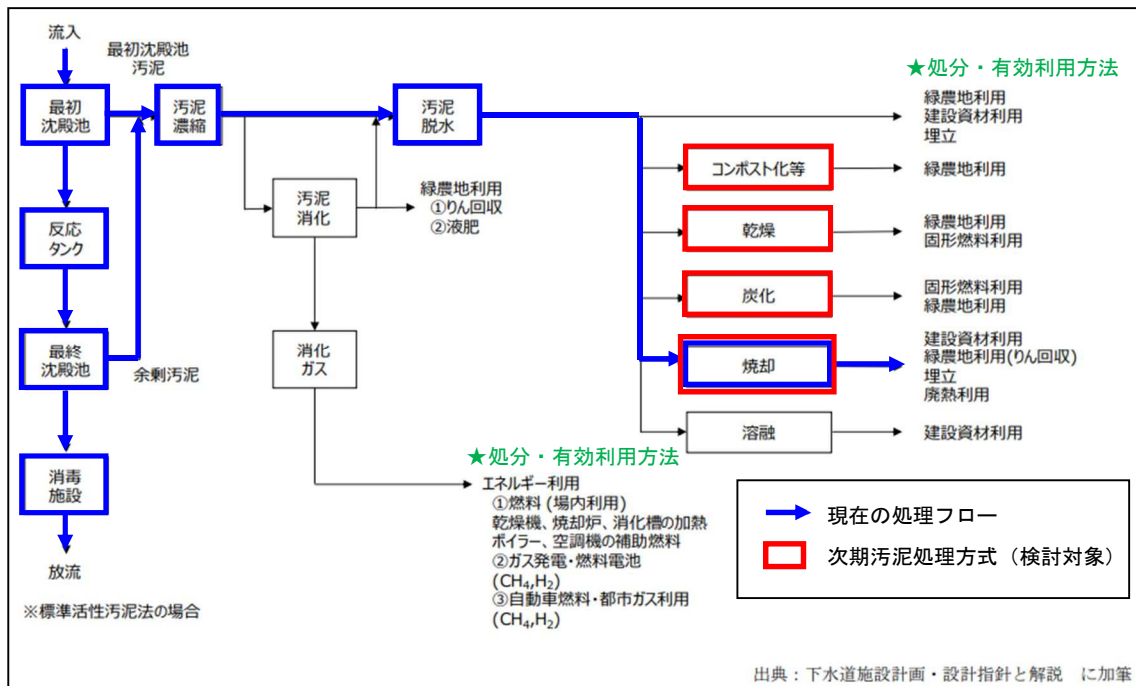 流入
最初沈殿池
汚泥
最初
沈殿池
汚泥
濃縮
汚泥
脱水
反応
タンク
最終
沈殿池
余剰汚泥
消毒
施設
放流
※標準活性汚泥法の場合
汚泥
消化
緑農地利用
①りん回収
②液肥
消化
ガス
★処分・有効利用方法
エネルギー利用
①燃料(場内利用)
乾燥機、焼却炉、消化槽の加熱
ボイラー、空調機の補助燃料
②ガス発電・燃料電池
(CH4,H2)
③自動車燃料・都市ガス利用
(CH4,H2)
★処分・有効利用方法
緑農地利用
建設資材利用
埋立
コンポスト化等
緑農地利用
乾燥
緑農地利用
固形燃料利用
炭化
固形燃料利用
緑農地利用
焼却
建設資材利用
緑農地利用(りん回収)
埋立
廃熱利用
溶融
建設資材利用
現在の処理フロー
次期汚泥処理方式（検討対象）
出典：下水道施設計画・設計指針と解説　に加筆